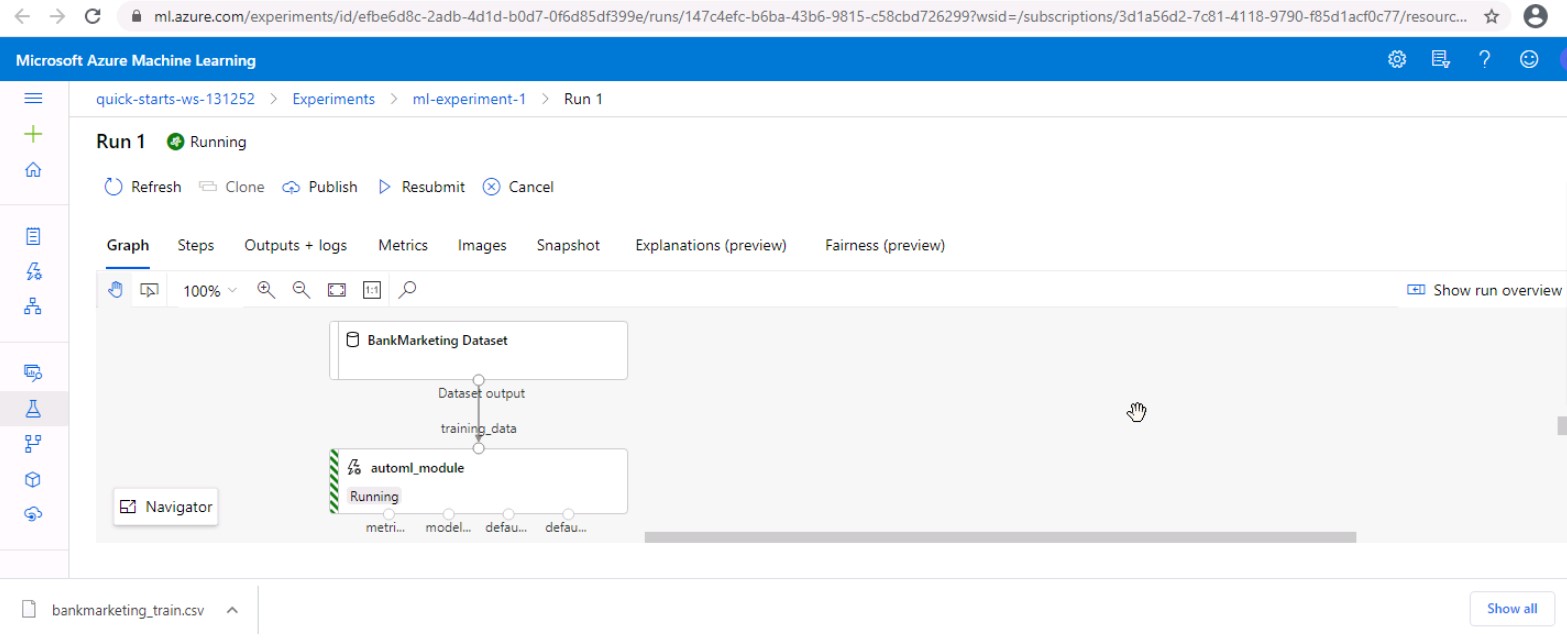 ml.azure.com/experiments/id/efbe6d8c-2adb-4d1d-b0d7-0f6d85df399e/runs/147c4efc-b6ba-43b6-9815-c58cbd726299?wsid=/subscriptions/3d1a56d2-7c81-4118-9790-f85d1acf0c77/resourc...
Microsoft Azure Machine Learning
quick-starts-ws-131252 > Experiments > ml-experiment-1 > Run 1
Run 1 Running
Refresh Clone Publish Resubmit Cancel
Graph Steps Outputs + logs Metrics Images Snapshot Explanations (preview) Fairness (preview)
100% 1:1 Show run overview
BankMarketing Dataset
Dataset output
training_data
automl_module
Running
Navigator
metri... model... defau... defau...
bankmarketing_train.csv Show all